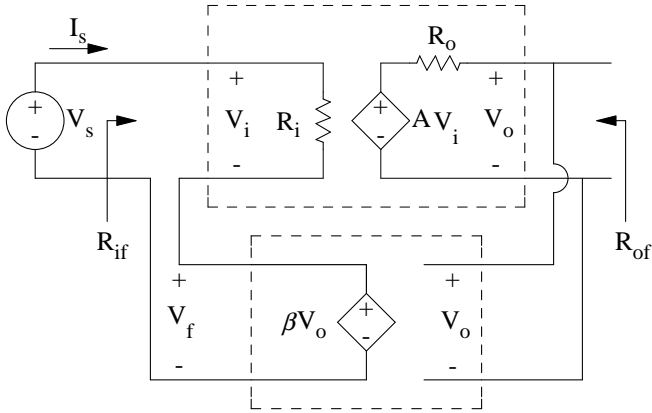 I_s
R_o
+
+
+
+
V_s
V_i
R_i
AV_i
V_o
-
-
-
-
R_if
R_of
+
+
+
V_f
βV_o
V_o
-
-
-